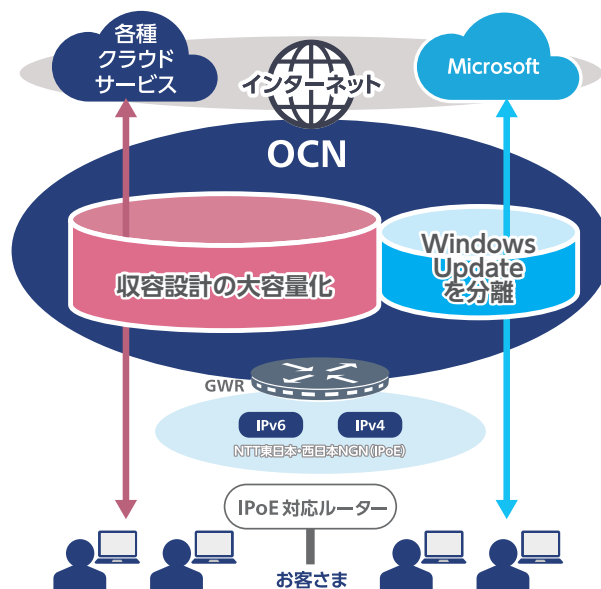 各種
クラウド
サービス
Microsoft
インターネット
OCN
収容設計の大容量化
Windows
Update
を分離
GWR
IPv6
IPv4
NTT東日本・西日本NGN(IPoE)
IPoE 対応ルーター
お客さま